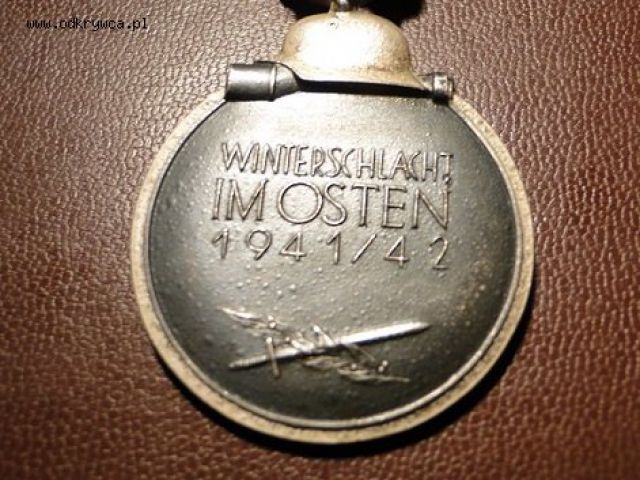 www.odkrywca.pl
WINTERSCHLACHT
IM OSTEN
1941/42